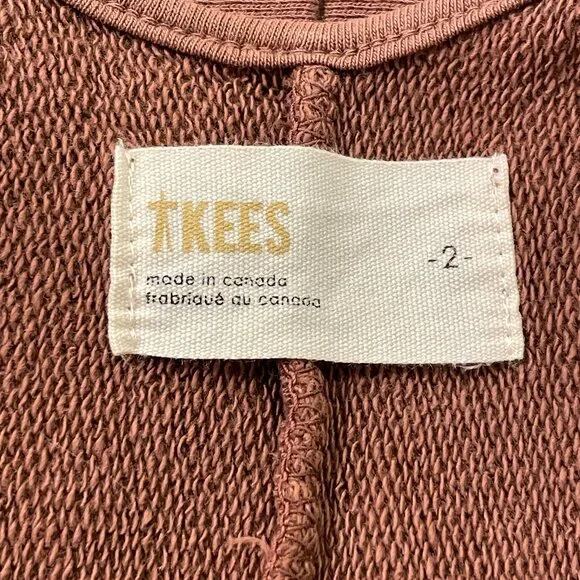 TKEES
-2-
made in canada
frabriqué au canada